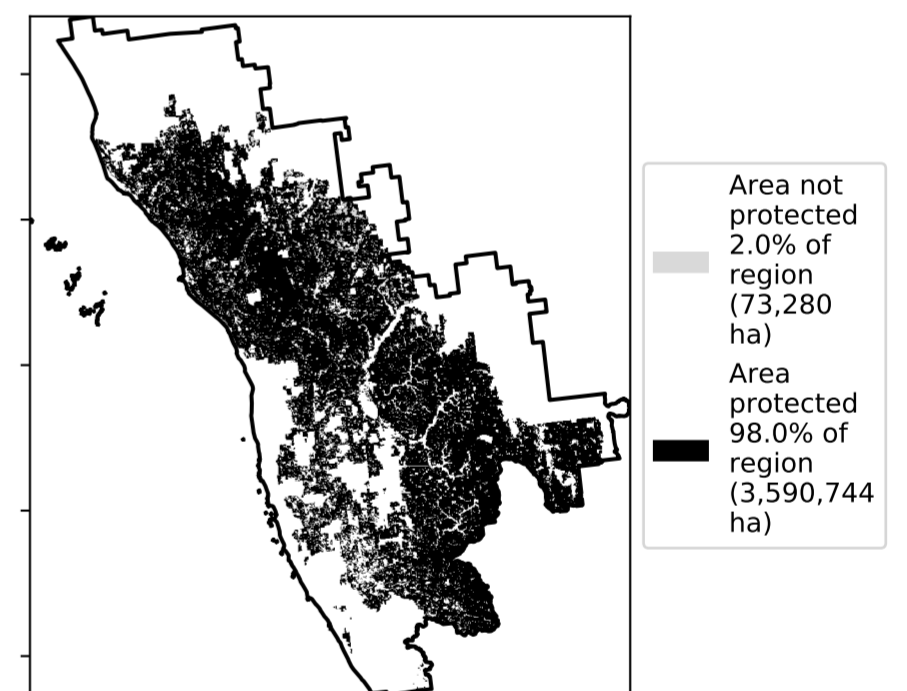 Area not
protected
2.0% of
region
(73,280
ha)
Area
protected
98.0% of
region
(3,590,744
ha)